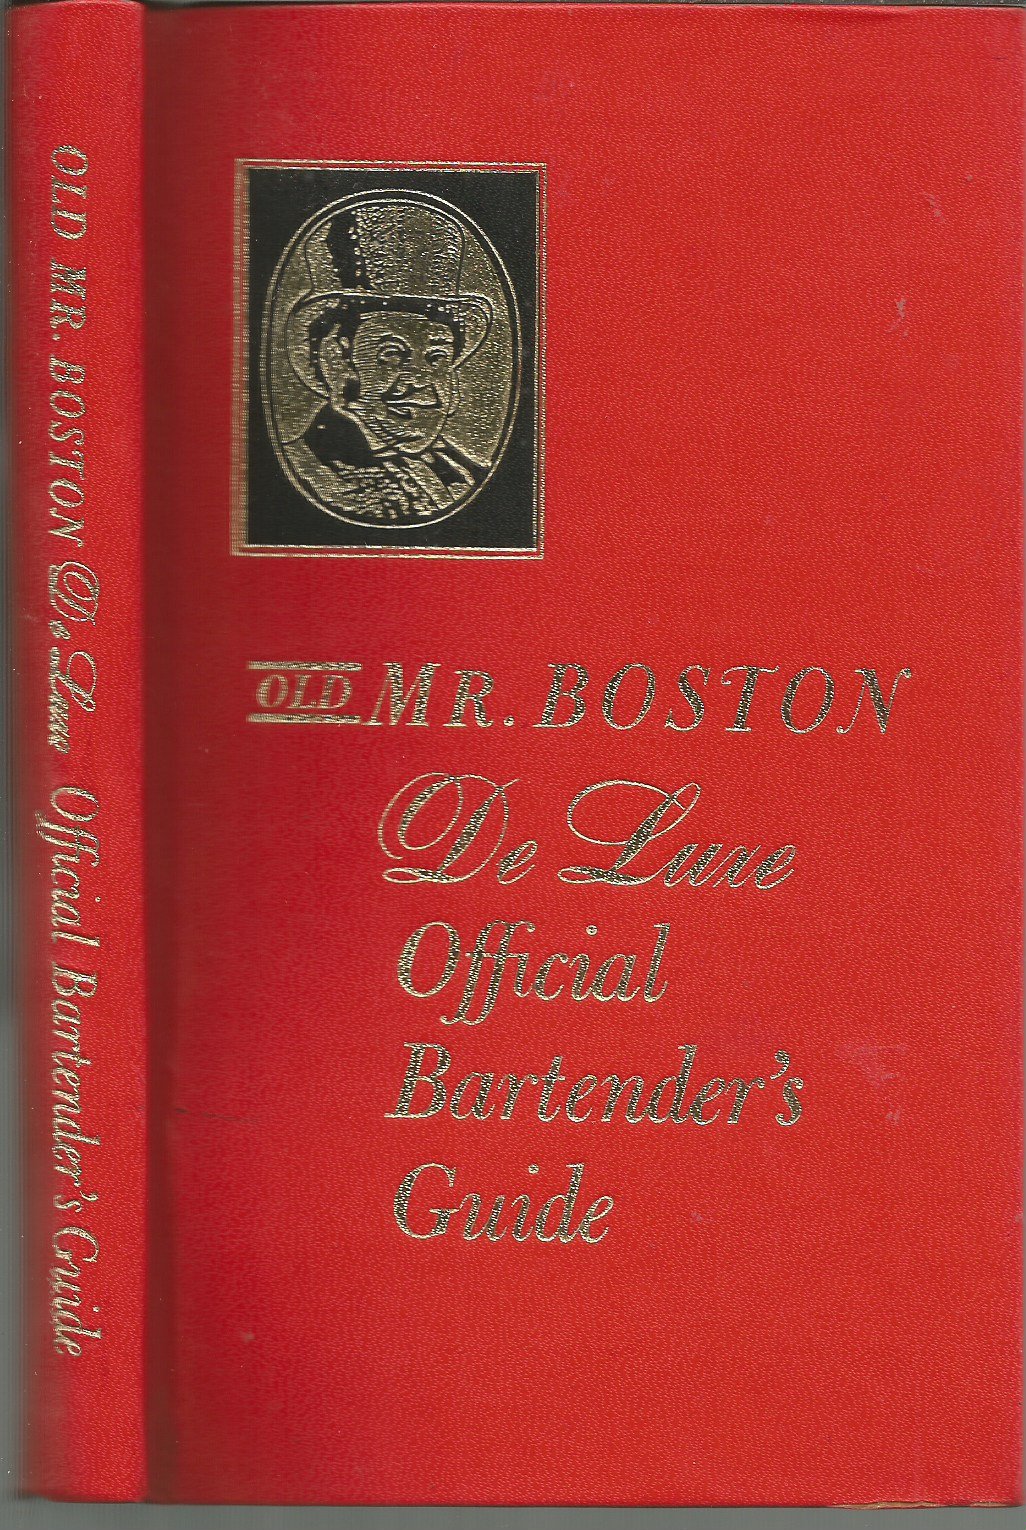 OLD MR. BOSTON De Luxe Official Bartender's Guide
OLD MR. BOSTON
De Luxe
Official
Bartender's
Guide